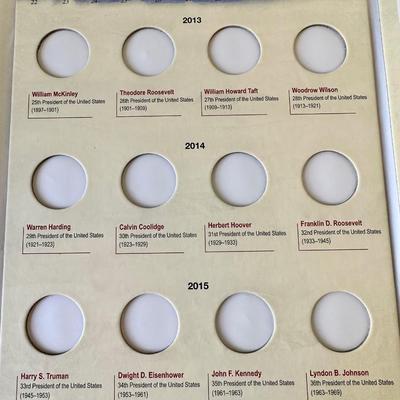 22 23 24
2013
William McKinley
25th President of the United States
(1897–1901)
Theodore Roosevelt
26th President of the United States
(1901–1909)
William Howard Taft
27th President of the United States
(1909–1913)
Woodrow Wilson
28th President of the United States
(1913–1921)
2014
Warren Harding
29th President of the United States
(1921–1923)
Calvin Coolidge
30th President of the United States
(1923–1929)
Herbert Hoover
31st President of the United States
(1929–1933)
Franklin D. Roosevelt
32nd President of the United States
(1933–1945)
2015
Harry S. Truman
33rd President of the United States
(1945–1953)
Dwight D. Eisenhower
34th President of the United States
(1953–1961)
John F. Kennedy
35th President of the United States
(1961–1963)
Lyndon B. Johnson
36th President of the United States
(1963–1969)